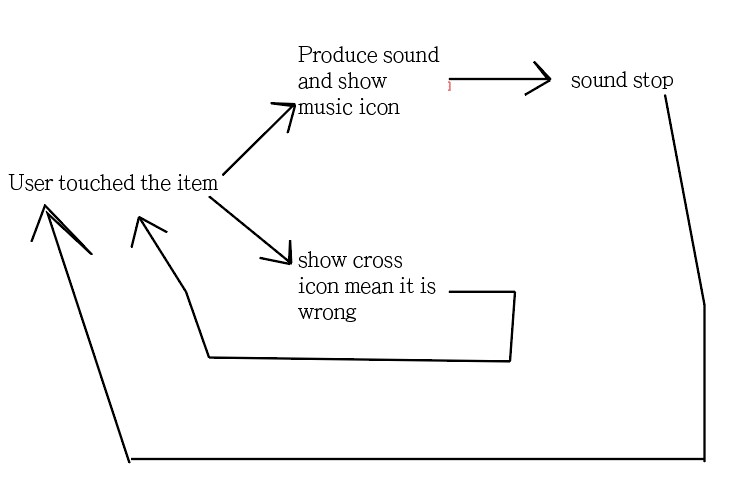 Produce sound
and show
music icon
sound stop
User touched the item
show cross
icon mean it is
wrong